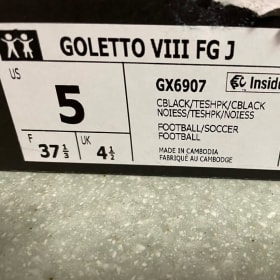 GOLETTO VIII FG J
US
5
F
37 1/3
UK
4 1/2
GX6907
CBLACK/TESHPK/CBLACK
NOIESS/TESHPK/NOIESS
FOOTBALL/SOCCER
FOOTBALL
MADE IN CAMBODIA
FABRIQUÉ AU CAMBODGE